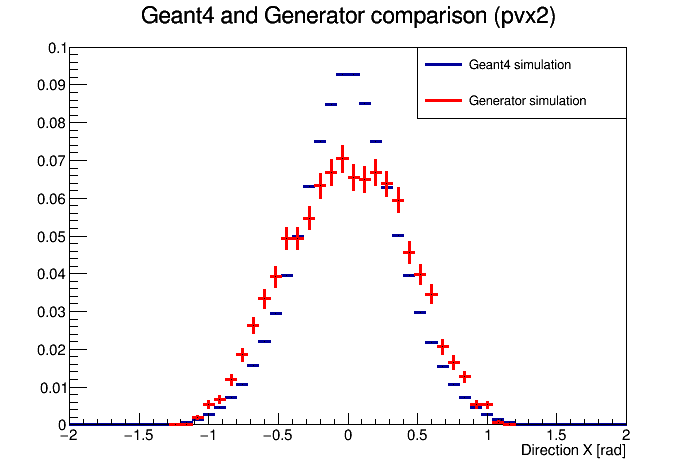 Geant4 and Generator comparison (pvx2)
0.1
Geant4 simulation
0.09
Generator simulation
0.08
0.07
0.06
0.05
0.04
0.03
0.02
0.01
0
−2 −1.5 −1 −0.5 0 0.5 1 1.5 2
Direction X [rad]